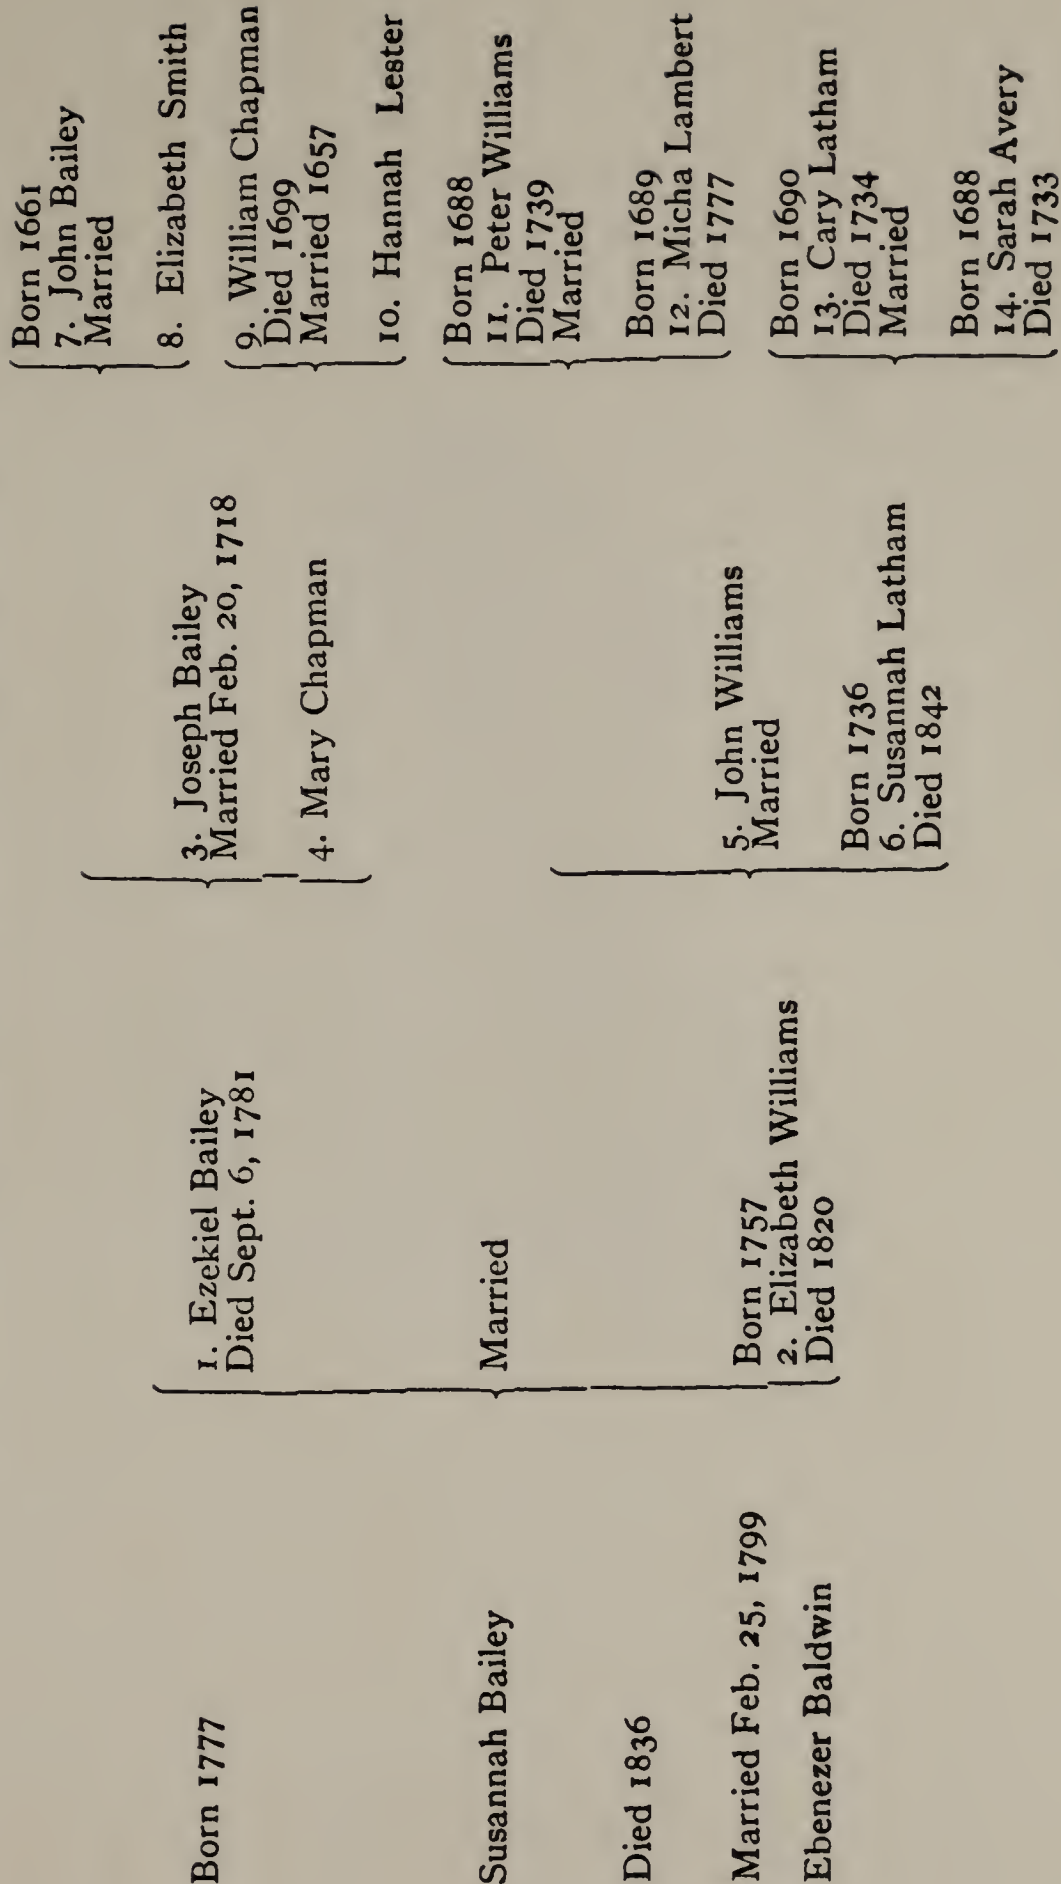 Born 1777
Susannah Bailey
Died 1836
Married Feb. 25, 1799
Ebenezer Baldwin
1. Ezekiel Bailey
Died Sept. 6, 1781
Married
Born 1757
2. Elizabeth Williams
Died 1820
3. Joseph Bailey
Married Feb. 20, 1718
4. Mary Chapman
5. John Williams
Married
Born 1736
6. Susannah Latham
Died 1842
Born 1661
7. John Bailey
Married
8. Elizabeth Smith
9. William Chapman
Died 1699
Married 1657
10. Hannah Lester
Born 1688
11. Peter Williams
Died 1739
Married
Born 1689
12. Micha Lambert
Died 1777
Born 1690
13. Cary Latham
Died 1734
Married
Born 1688
14. Sarah Avery
Died 1733